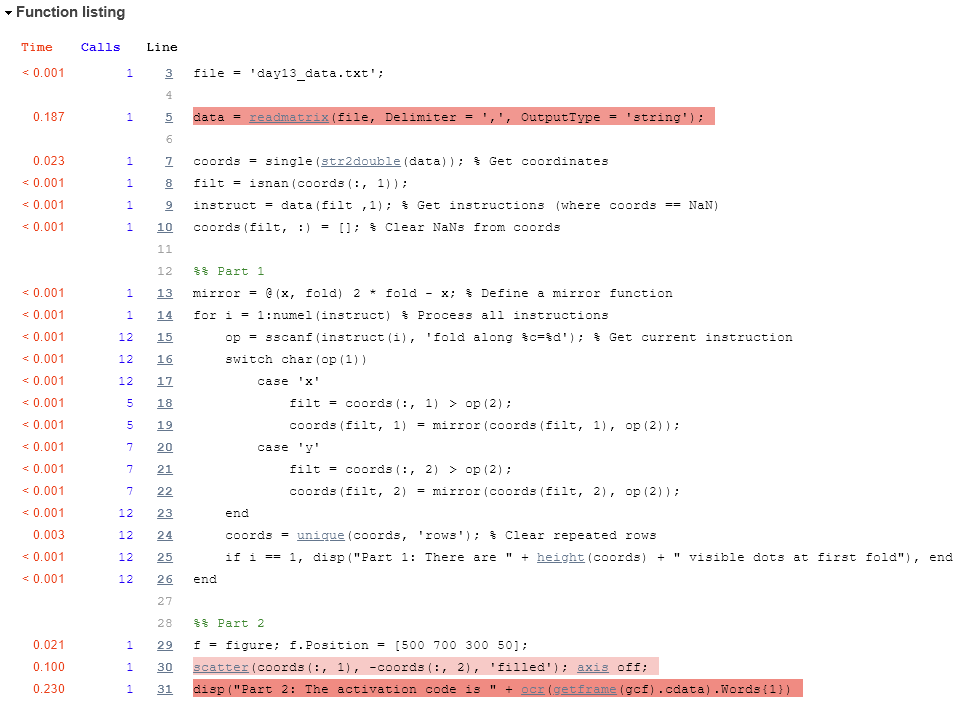 Function listing
Time Calls Line
< 0.001 1 3 file = 'day13_data.txt';
4
0.187 1 5 data = readmatrix(file, Delimiter = ',', OutputType = 'string');
6
0.023 1 7 coords = single(str2double(data)); % Get coordinates
< 0.001 1 8 filt = isnan(coords(:, 1));
< 0.001 1 9 instruct = data(filt ,1); % Get instructions (where coords == NaN)
< 0.001 1 10 coords(filt, :) = []; % Clear NaNs from coords
11
12 %% Part 1
< 0.001 1 13 mirror = @(x, fold) 2 * fold - x; % Define a mirror function
< 0.001 1 14 for i = 1:numel(instruct) % Process all instructions
< 0.001 12 15 op = sscanf(instruct(i), 'fold along %c=%d'); % Get current instruction
< 0.001 12 16 switch char(op(1))
< 0.001 12 17 case 'x'
< 0.001 5 18 filt = coords(:, 1) > op(2);
< 0.001 5 19 coords(filt, 1) = mirror(coords(filt, 1), op(2));
< 0.001 7 20 case 'y'
< 0.001 7 21 filt = coords(:, 2) > op(2);
< 0.001 7 22 coords(filt, 2) = mirror(coords(filt, 2), op(2));
< 0.001 12 23 end
0.003 12 24 coords = unique(coords, 'rows'); % Clear repeated rows
< 0.001 12 25 if i == 1, disp("Part 1: There are " + height(coords) + " visible dots at first fold"), end
< 0.001 12 26 end
27
28 %% Part 2
0.021 1 29 f = figure; f.Position = [500 700 300 50];
0.100 1 30 scatter(coords(:, 1), -coords(:, 2), 'filled'); axis off;
0.230 1 31 disp("Part 2: The activation code is " + ocr(getframe(gcf).cdata).Words{1})